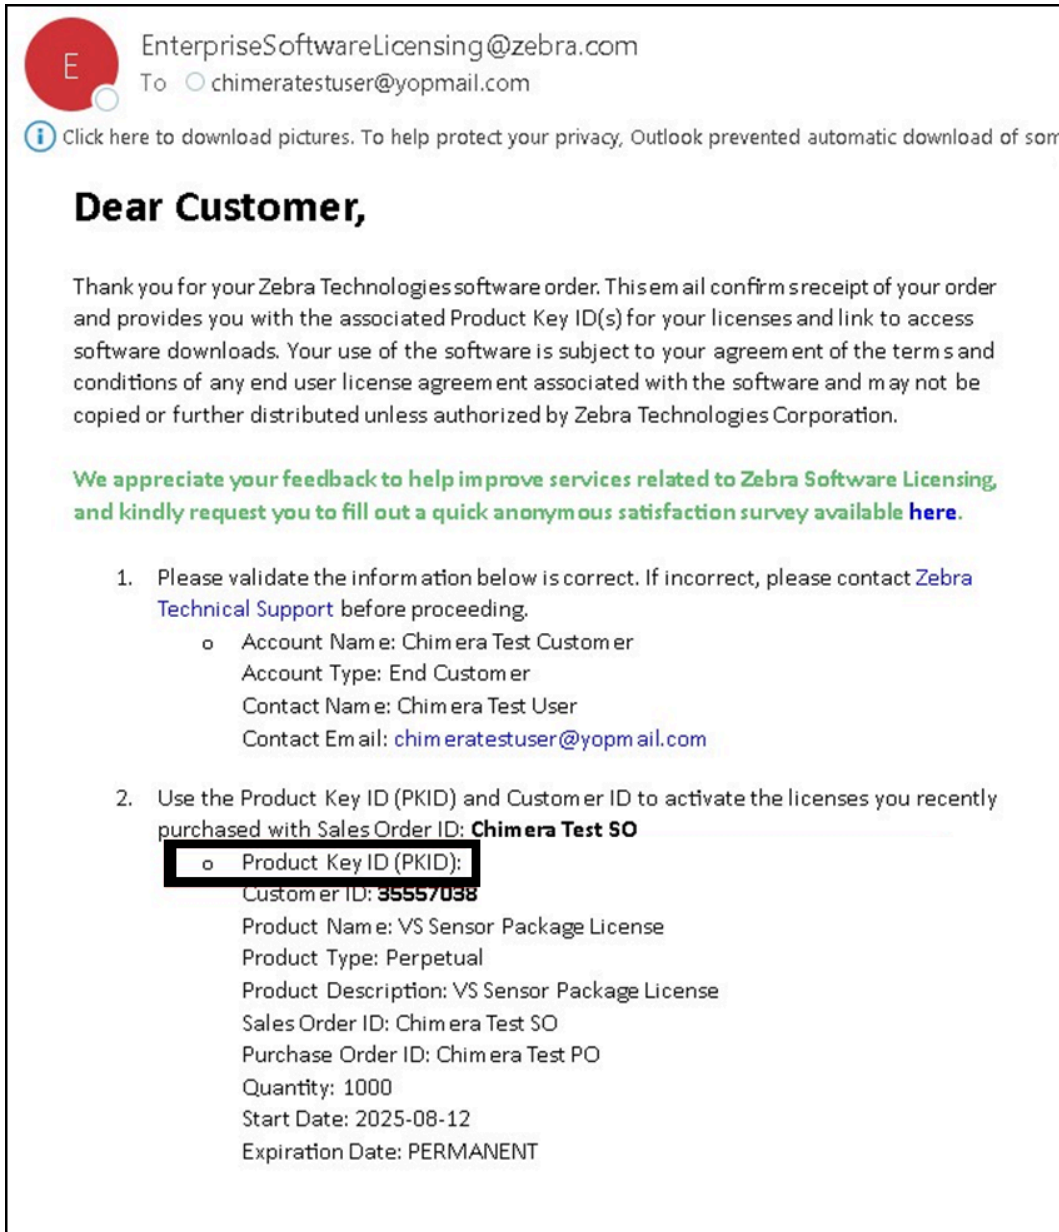 E
EnterpriseSoftwareLicensing@zebra.com
To chimeratestuser@yopmail.com
i Click here to download pictures. To help protect your privacy, Outlook prevented automatic download of som
Dear Customer,
Thank you for your Zebra Technologies software order. This email confirms receipt of your order
and provides you with the associated Product Key ID(s) for your licenses and link to access
software downloads. Your use of the software is subject to your agreement of the terms and
conditions of any end user license agreement associated with the software and may not be
copied or further distributed unless authorized by Zebra Technologies Corporation.
We appreciate your feedback to help improve services related to Zebra Software Licensing,
and kindly request you to fill out a quick anonymous satisfaction survey available here.
1. Please validate the information below is correct. If incorrect, please contact Zebra
Technical Support before proceeding.
o Account Name: Chimera Test Customer
Account Type: End Customer
Contact Name: Chimera Test User
Contact Email: chimeratestuser@yopmail.com
2. Use the Product Key ID (PKID) and Customer ID to activate the licenses you recently
purchased with Sales Order ID: Chimera Test SO
o Product Key ID (PKID):
Customer ID: 35557038
Product Name: VS Sensor Package License
Product Type: Perpetual
Product Description: VS Sensor Package License
Sales Order ID: Chimera Test SO
Purchase Order ID: Chimera Test PO
Quantity: 1000
Start Date: 2025-08-12
Expiration Date: PERMANENT